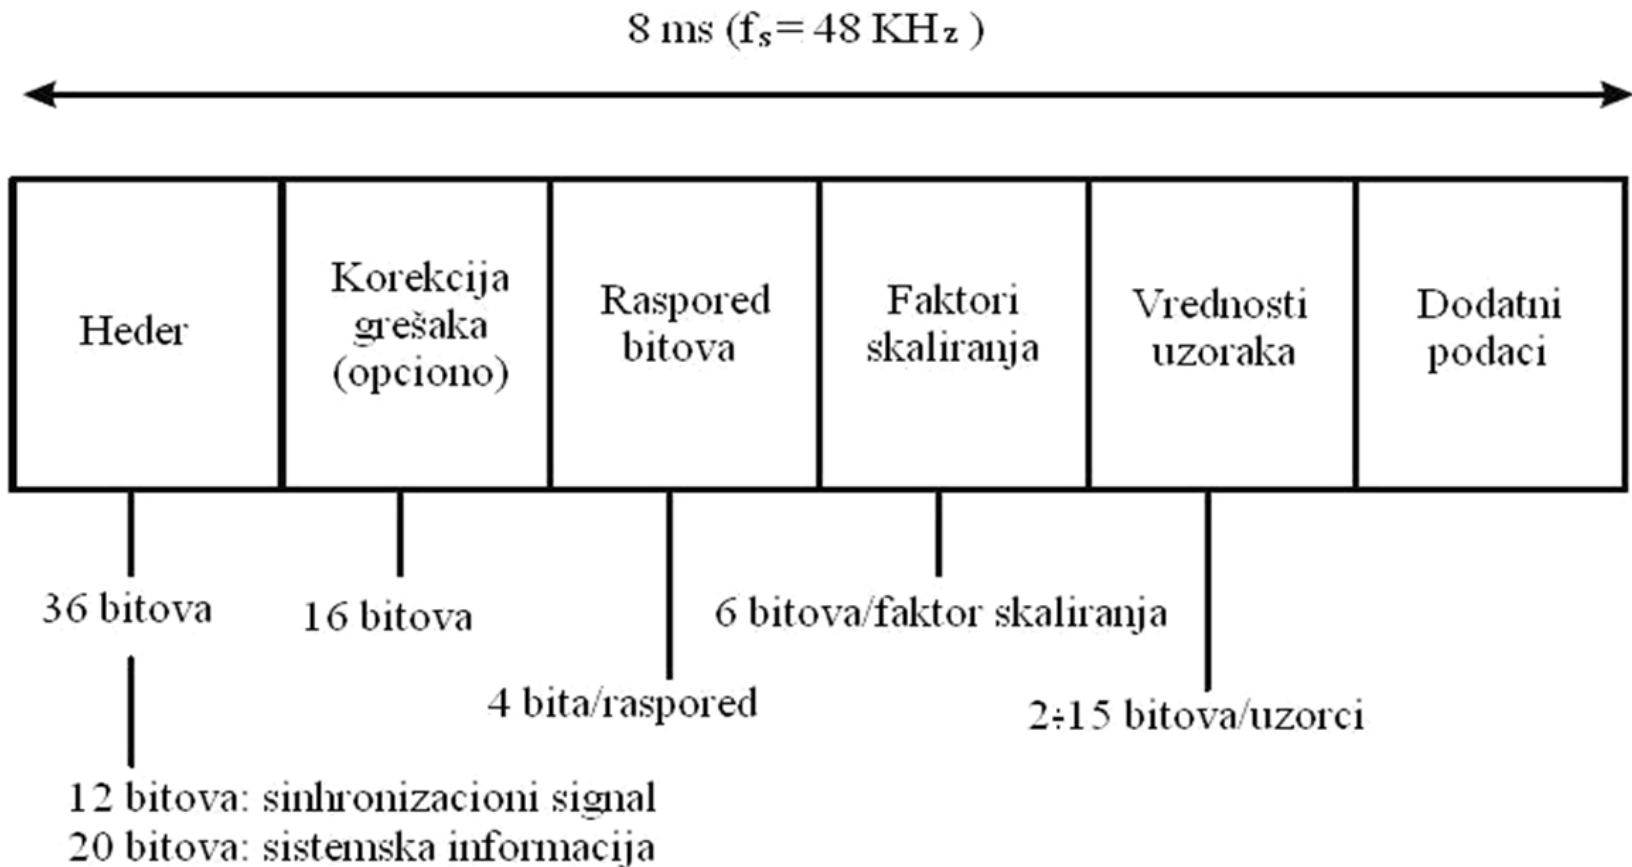 8 ms (fs= 48 KHz )
Heder
Korekcija
grešaka
(opciono)
Raspored
bitova
Faktori
skaliranja
Vrednosti
uzoraka
Dodatni
podaci
36 bitova
16 bitova
6 bitova/faktor skaliranja
4 bita/raspored
2÷15 bitova/uzorci
12 bitova: sinhronizacioni signal
20 bitova: sistemska informacija